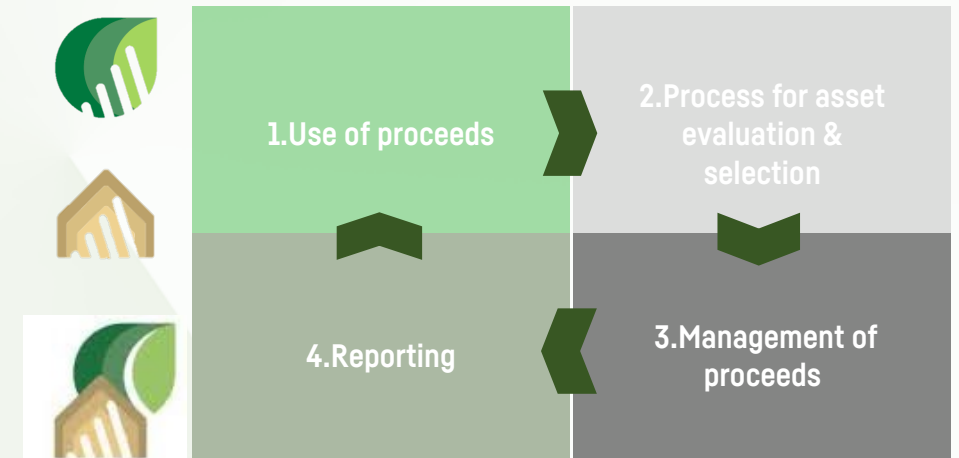 1.Use of proceeds
2.Process for asset
evaluation &
selection
4.Reporting
3.Management of
proceeds